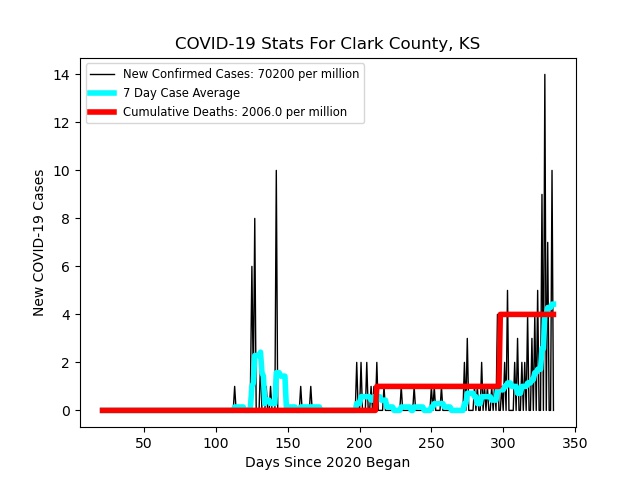 COVID-19 Stats For Clark County, KS
New Confirmed Cases: 70200 per million
7 Day Case Average
Cumulative Deaths: 2006.0 per million
New COVID-19 Cases
14
12
10
8
6
4
2
0
50
100
150
200
250
300
350
Days Since 2020 Began